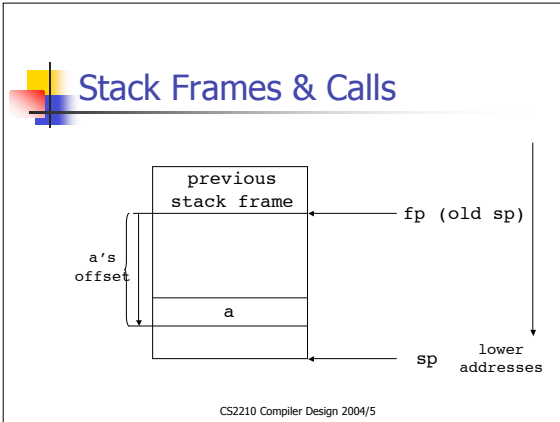 Stack Frames & Calls
previous
stack frame
fp (old sp)
a's
offset
a
sp
lower
addresses
CS2210 Compiler Design 2004/5